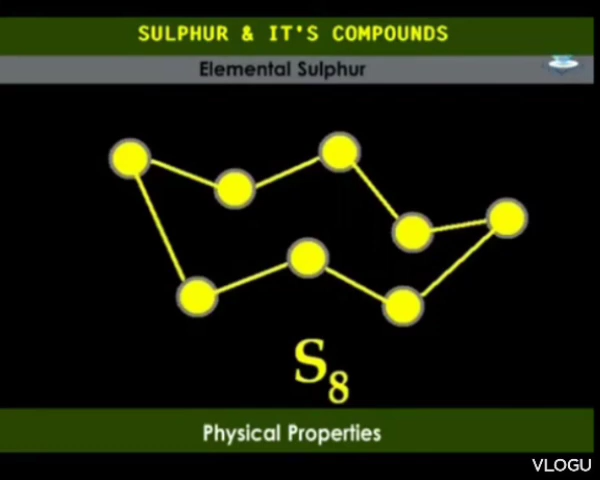 SULPHUR & IT'S COMPOUNDS
Elemental Sulphur
S8
Physical Properties
VLOGU